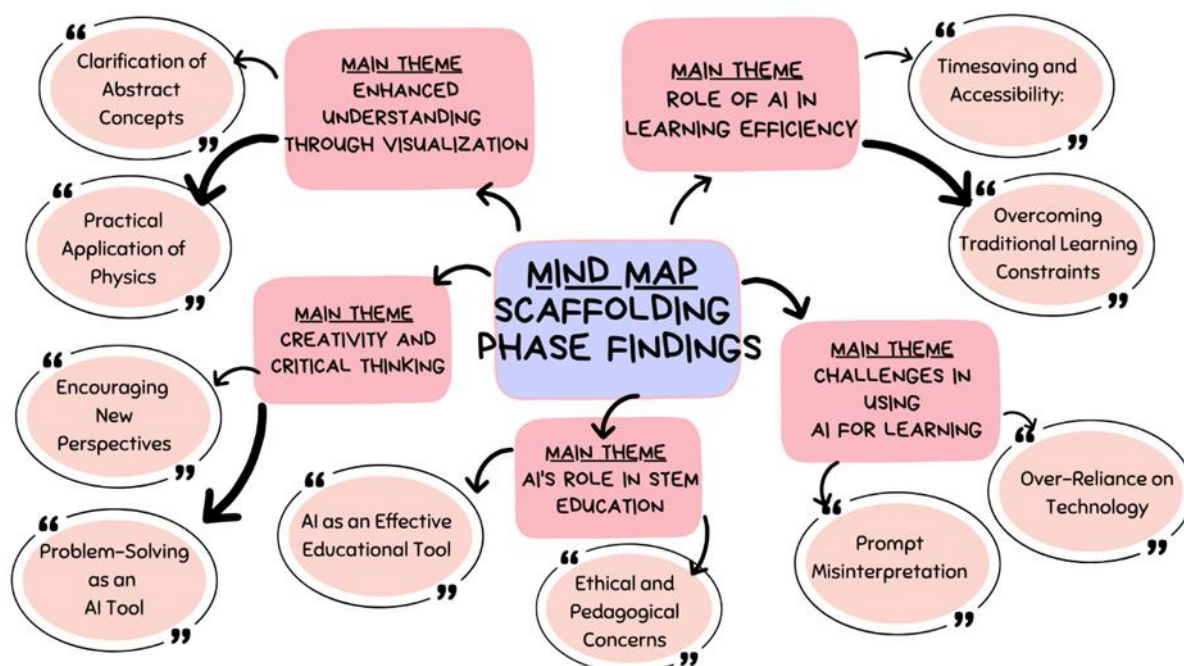 MIND MAP
SCAFFOLDING
PHASE FINDINGS
MAIN THEME
ENHANCED
UNDERSTANDING
THROUGH VISUALIZATION
“
Clarification of
Abstract
Concepts
”
“
Practical
Application of
Physics
”
MAIN THEME
ROLE OF AI IN
LEARNING EFFICIENCY
“
Timesaving and
Accessibility:
”
“
Overcoming
Traditional Learning
Constraints
”
MAIN THEME
CREATIVITY AND
CRITICAL THINKING
“
Encouraging
New
Perspectives
”
“
Problem-Solving
as an
AI Tool
”
MAIN THEME
AI'S ROLE IN STEM
EDUCATION
“
AI as an Effective
Educational Tool
”
“
Ethical and
Pedagogical
Concerns
”
MAIN THEME
CHALLENGES IN
USING
AI FOR LEARNING
“
Over-Reliance on
Technology
”
“
Prompt
Misinterpretation
”